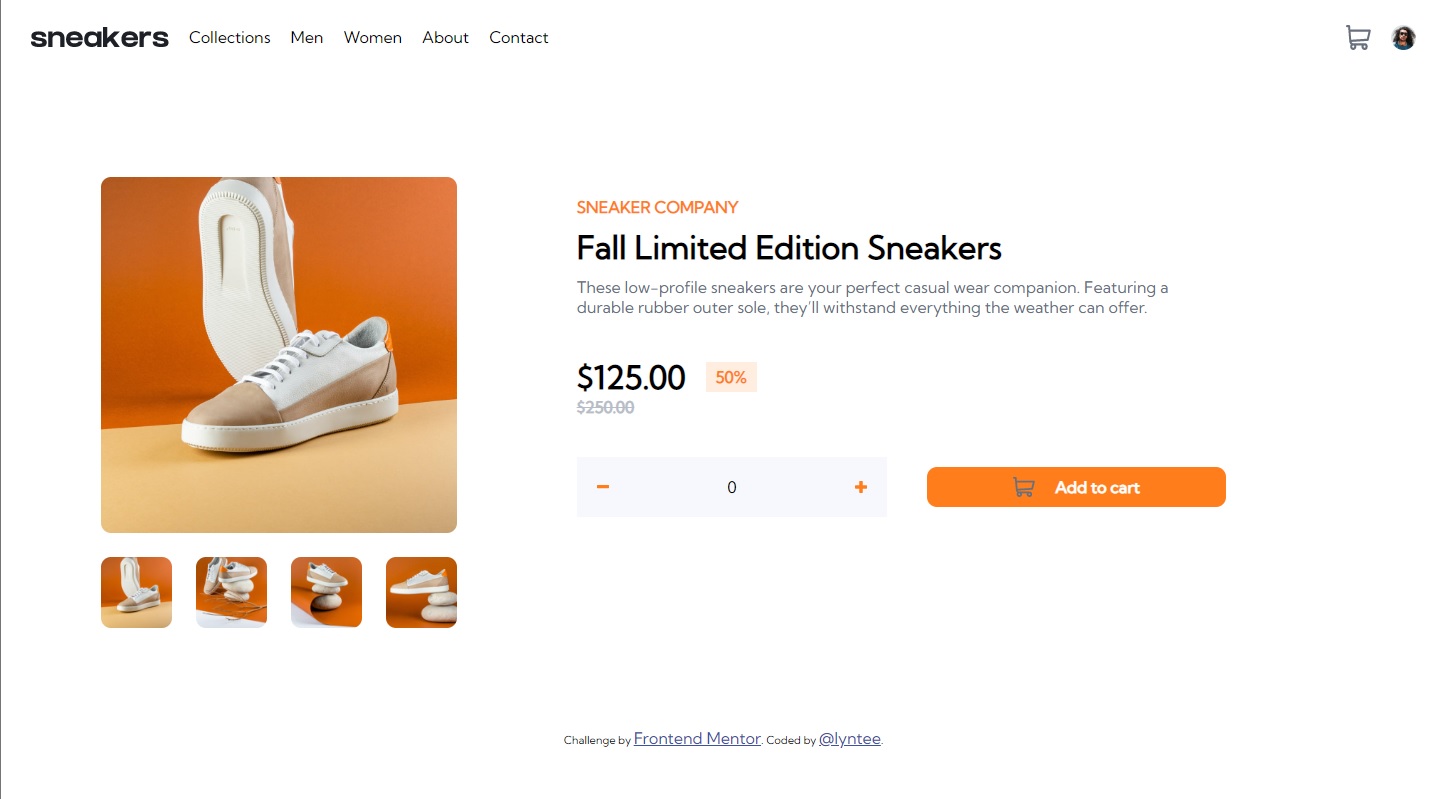 sneakers Collections Men Women About Contact
SNEAKER COMPANY
Fall Limited Edition Sneakers
These low-profile sneakers are your perfect casual wear companion. Featuring a
durable rubber outer sole, they’ll withstand everything the weather can offer.
$125.00 50%
$250.00
0 Add to cart
Challenge by Frontend Mentor. Coded by @lyntee.